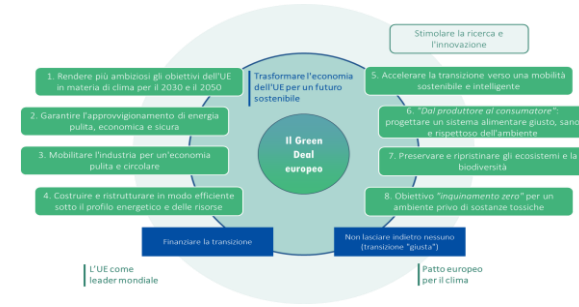 Stimolare la ricerca e
l'innovazione
Trasformare l'economia
dell'UE per un futuro
sostenibile
1. Rendere più ambiziosi gli obiettivi dell'UE
in materia di clima per il 2030 e il 2050
2. Garantire l'approvvigionamento di energia
pulita, economica e sicura
3. Mobilitare l'industria per un'economia
pulita e circolare
4. Costruire e ristrutturare in modo efficiente
sotto il profilo energetico e delle risorse
Il Green
Deal
europeo
5. Accelerare la transizione verso una mobilità
sostenibile e intelligente
6. "Dal produttore al consumatore":
progettare un sistema alimentare giusto, sano
e rispettoso dell'ambiente
7. Preservare e ripristinare gli ecosistemi e la
biodiversità
8. Obiettivo "inquinamento zero" per un
ambiente privo di sostanze tossiche
Finanziare la transizione
Non lasciare indietro nessuno
(transizione "giusta")
L'UE come
leader mondiale
Patto europeo
per il clima